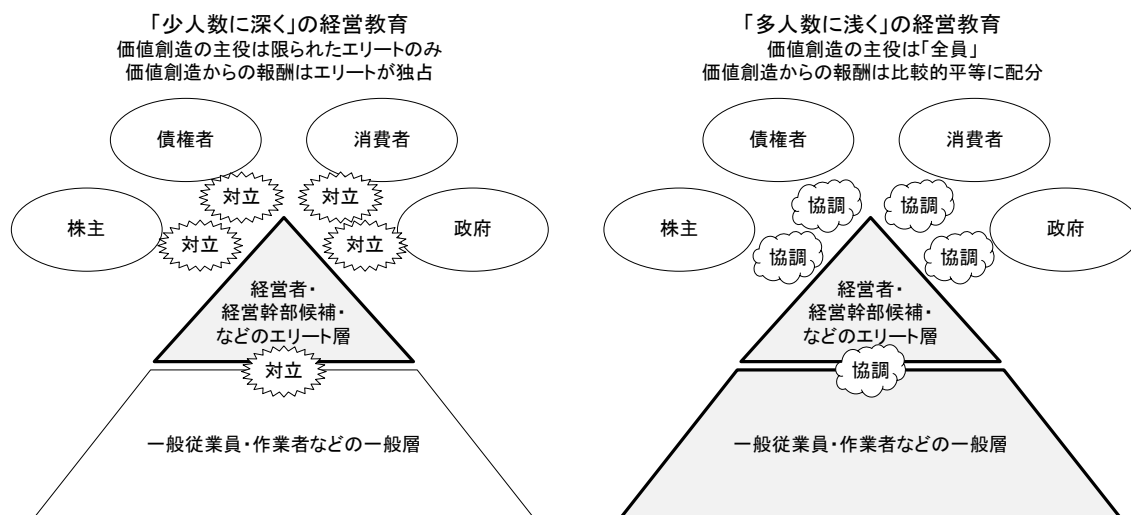 「少人数に深く」の経営教育
価値創造の主役は限られたエリートのみ
価値創造からの報酬はエリートが独占
債権者
消費者
株主
政府
対立
対立
対立
対立
経営者・
経営幹部候補・
などのエリート層
対立
一般従業員・作業者などの一般層
「多人数に浅く」の経営教育
価値創造の主役は「全員」
価値創造からの報酬は比較的平等に配分
債権者
消費者
株主
政府
協調
協調
協調
協調
経営者・
経営幹部候補・
などのエリート層
協調
一般従業員・作業者などの一般層